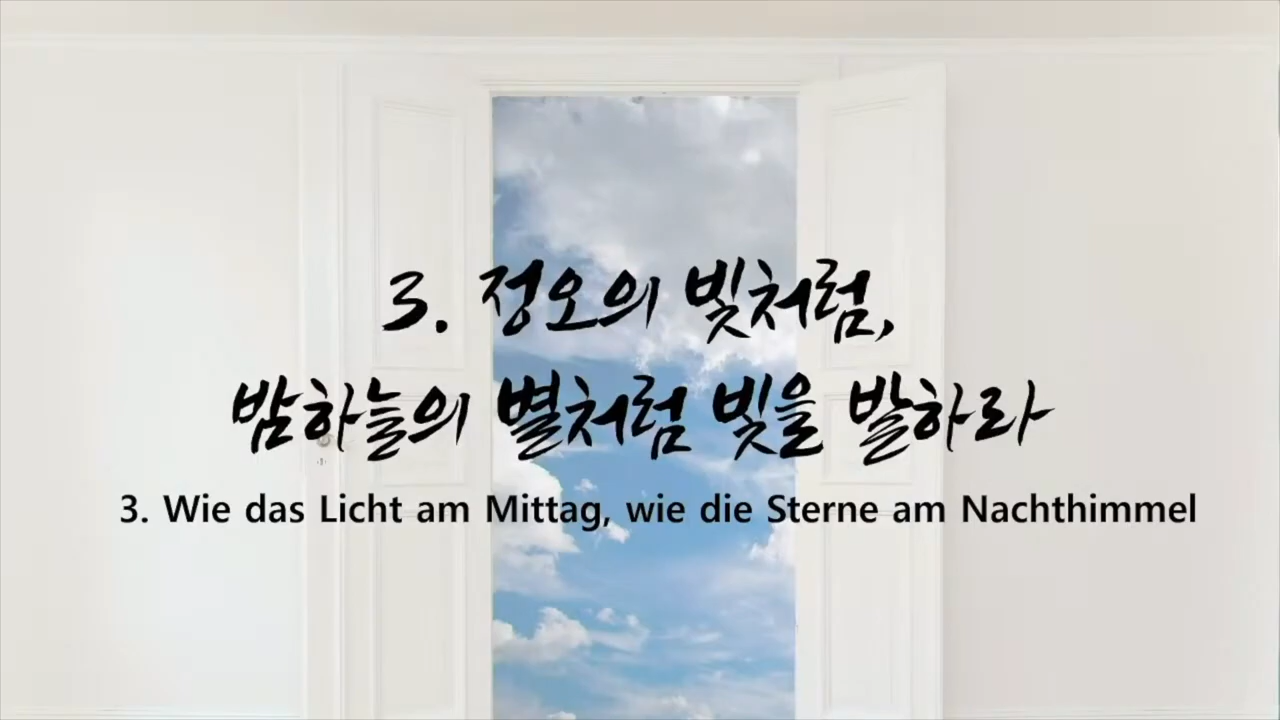 3. 정오의 빛처럼,
밤하늘의 별처럼 빛을 발하라
3. Wie das Licht am Mittag, wie die Sterne am Nachthimmel